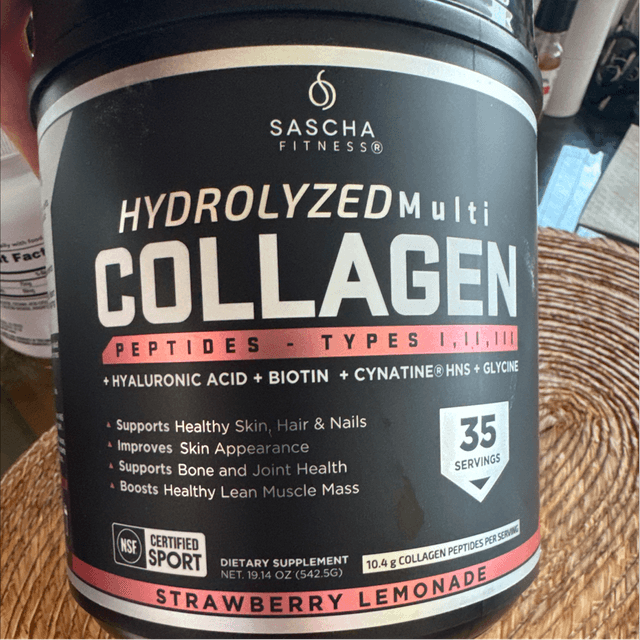 SASCHA
FITNESS®
HYDROLYZED Multi
COLLAGEN
PEPTIDES - TYPES I, II, III
+ HYALURONIC ACID + BIOTIN + CYNATINE® HNS + GLYCINE
Supports Healthy Skin, Hair & Nails
Improves Skin Appearance
Supports Bone and Joint Health
Boosts Healthy Lean Muscle Mass
35
SERVINGS
NSF
CERTIFIED
SPORT
DIETARY SUPPLEMENT
NET. 19.14 OZ (542.5G)
10.4 g COLLAGEN PEPTIDES PER SERVING
STRAWBERRY LEMONADE